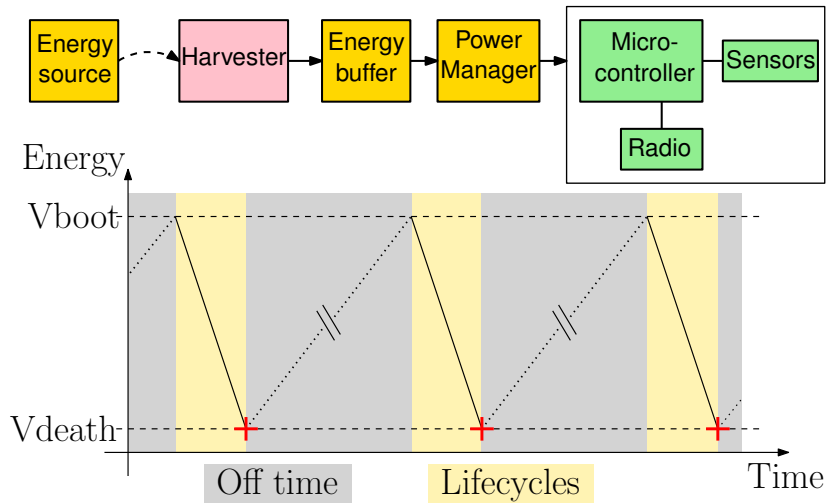 Energy
source
Harvester
Energy
buffer
Power
Manager
Micro-
controller
Sensors
Radio
Energy
Vboot
Vdeath
Off time
Lifecycles
Time